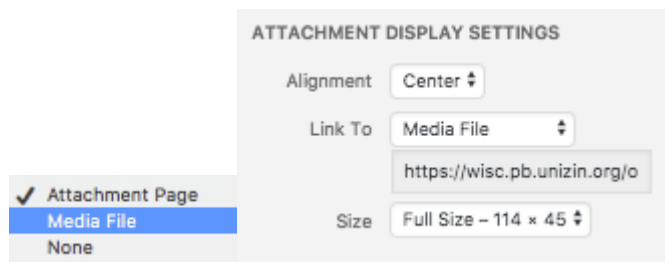 ATTACHMENT DISPLAY SETTINGS
Alignment Center
Link To Media File
https://wisc.pb.unizin.org/o
Size Full Size – 114 × 45
✓ Attachment Page
Media File
None